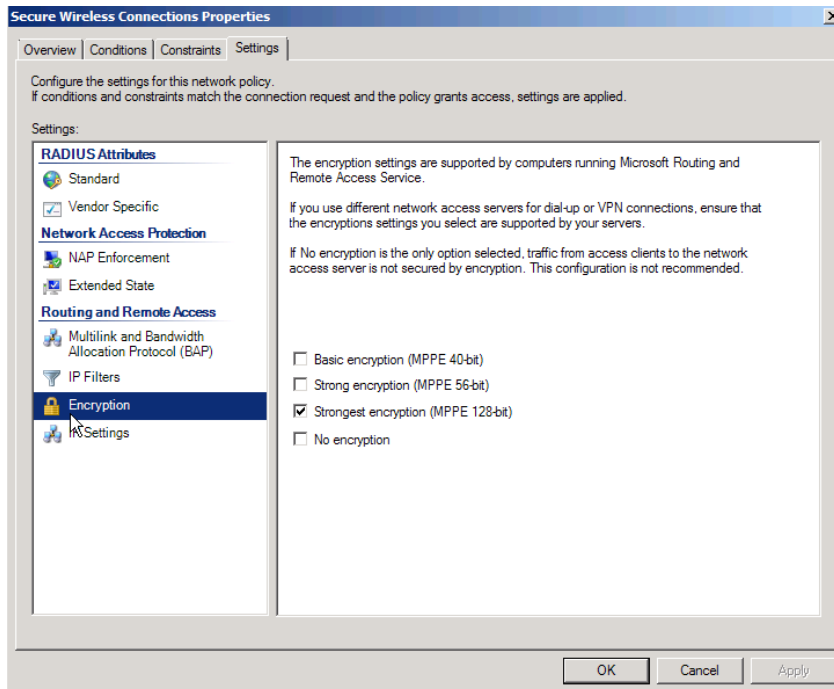 Secure Wireless Connections Properties
Overview
Conditions
Constraints
Settings
Configure the settings for this network policy.
If conditions and constraints match the connection request and the policy grants access, settings are applied.
Settings:
RADIUS Attributes
Standard
Vendor Specific
Network Access Protection
NAP Enforcement
Extended State
Routing and Remote Access
Multilink and Bandwidth
Allocation Protocol (BAP)
IP Filters
Encryption
IP Settings
The encryption settings are supported by computers running Microsoft Routing and
Remote Access Service.
If you use different network access servers for dial-up or VPN connections, ensure that
the encryptions settings you select are supported by your servers.
If No encryption is the only option selected, traffic from access clients to the network
access server is not secured by encryption. This configuration is not recommended.
Basic encryption (MPPE 40-bit)
Strong encryption (MPPE 56-bit)
Strongest encryption (MPPE 128-bit)
No encryption
OK
Cancel
Apply